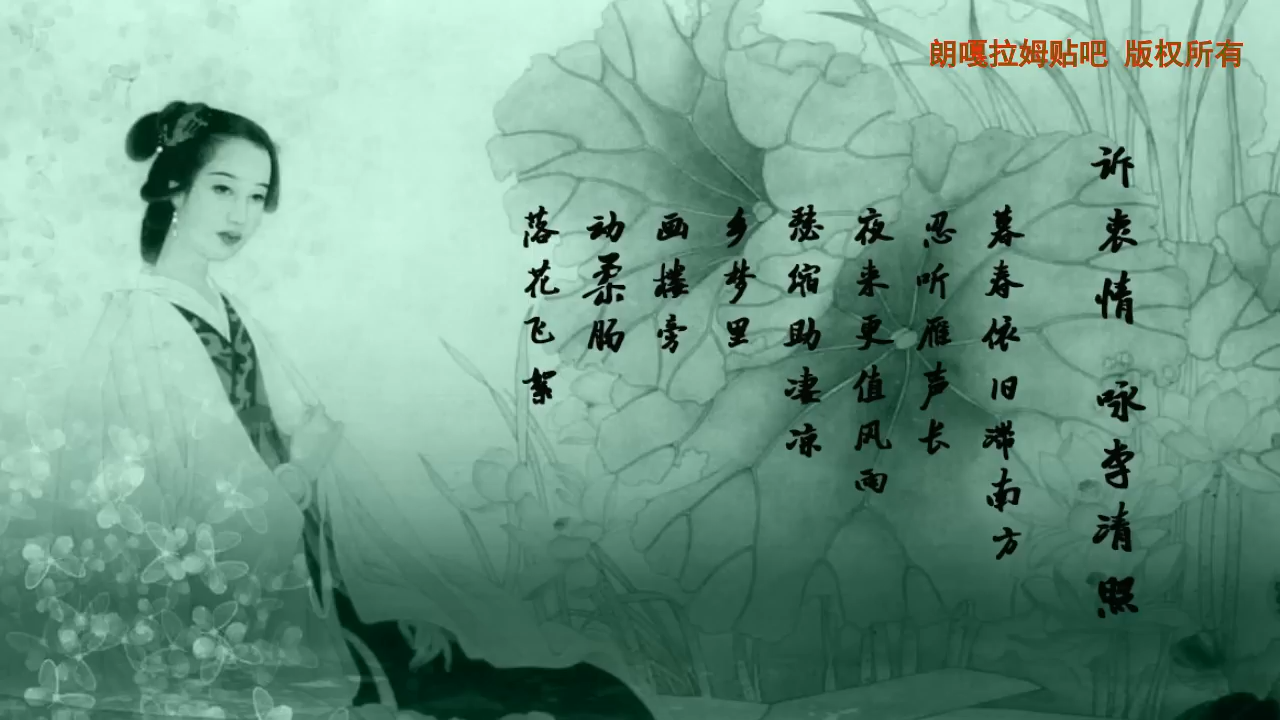 朗嘎拉姆贴吧 版权所有
诉衷情 咏李清照
暮春依旧滞南方
忍听雁声长
夜来更值风雨
瑟缩助凄凉
乡梦里
画楼旁
动柔肠
落花飞絮